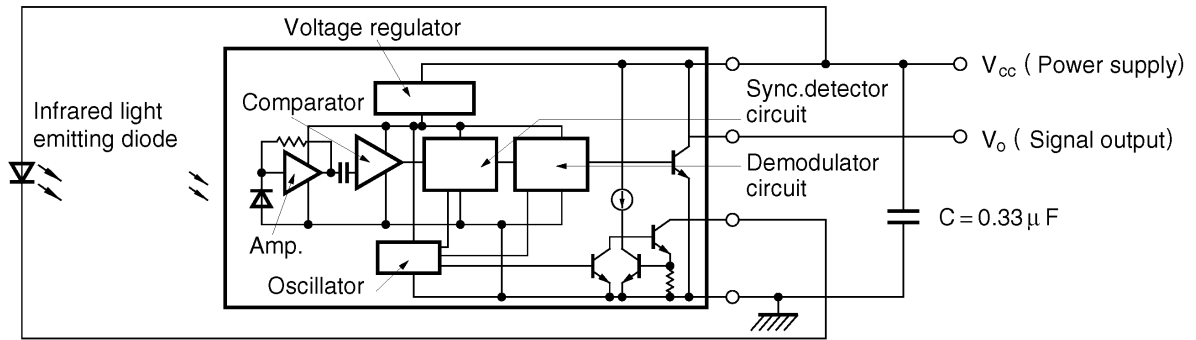 Voltage regulator
Comparator
Infrared light
emitting diode
Amp.
Oscillator
Sync.detector
circuit
Demodulator
circuit
Vcc ( Power supply)
Vo ( Signal output)
C = 0.33 μ F